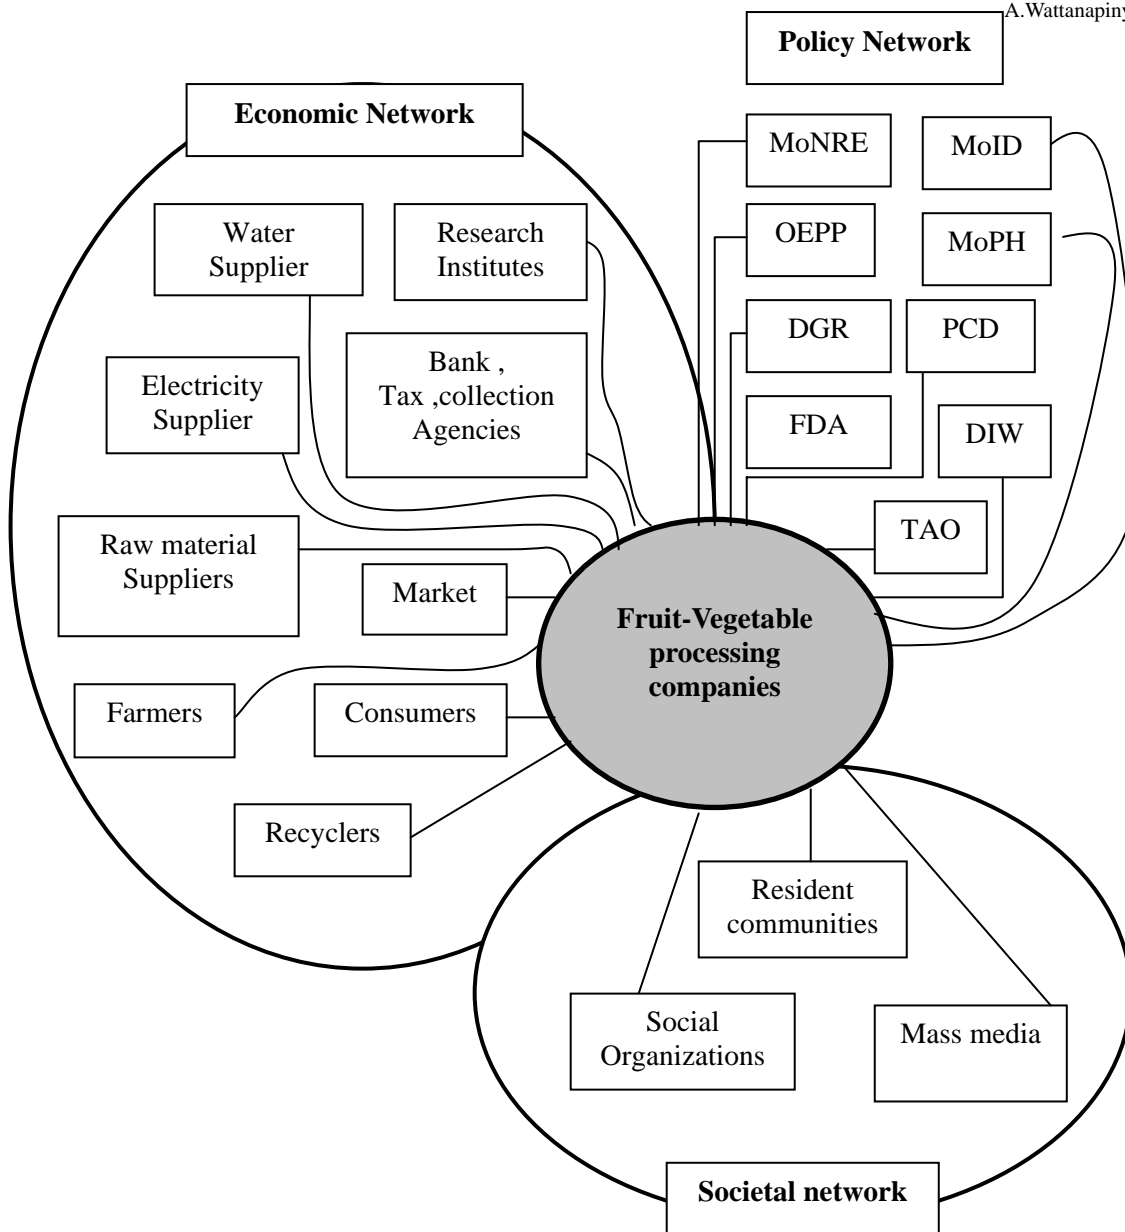 A.Wattanapiny
Policy Network
Economic Network
MoNRE
MoID
Water
Supplier
Research
Institutes
OEPP
MoPH
DGR
PCD
Bank ,
Tax ,collection
Agencies
Electricity
Supplier
FDA
DIW
TAO
Raw material
Suppliers
Market
Fruit-Vegetable
processing
companies
Farmers
Consumers
Recyclers
Resident
communities
Social
Organizations
Mass media
Societal network